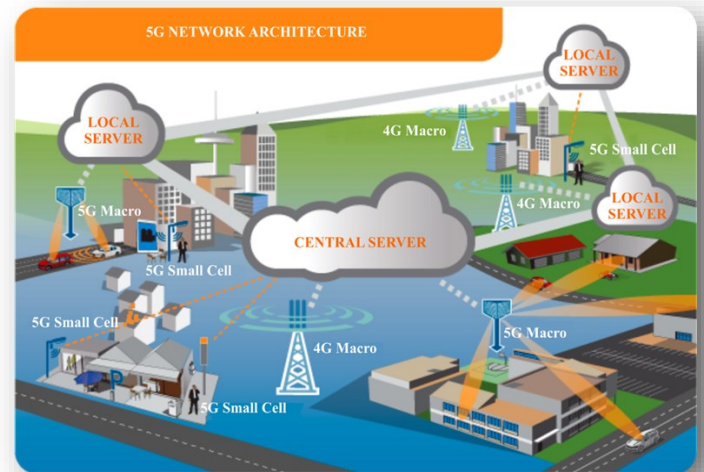 5G NETWORK ARCHITECTURE
LOCAL
SERVER
LOCAL
SERVER
4G Macro
5G Small Cell
4G Macro
LOCAL
SERVER
5G Macro
CENTRAL SERVER
5G Small Cell
5G Small Cell
4G Macro
5G Macro
P
5G Small Cell